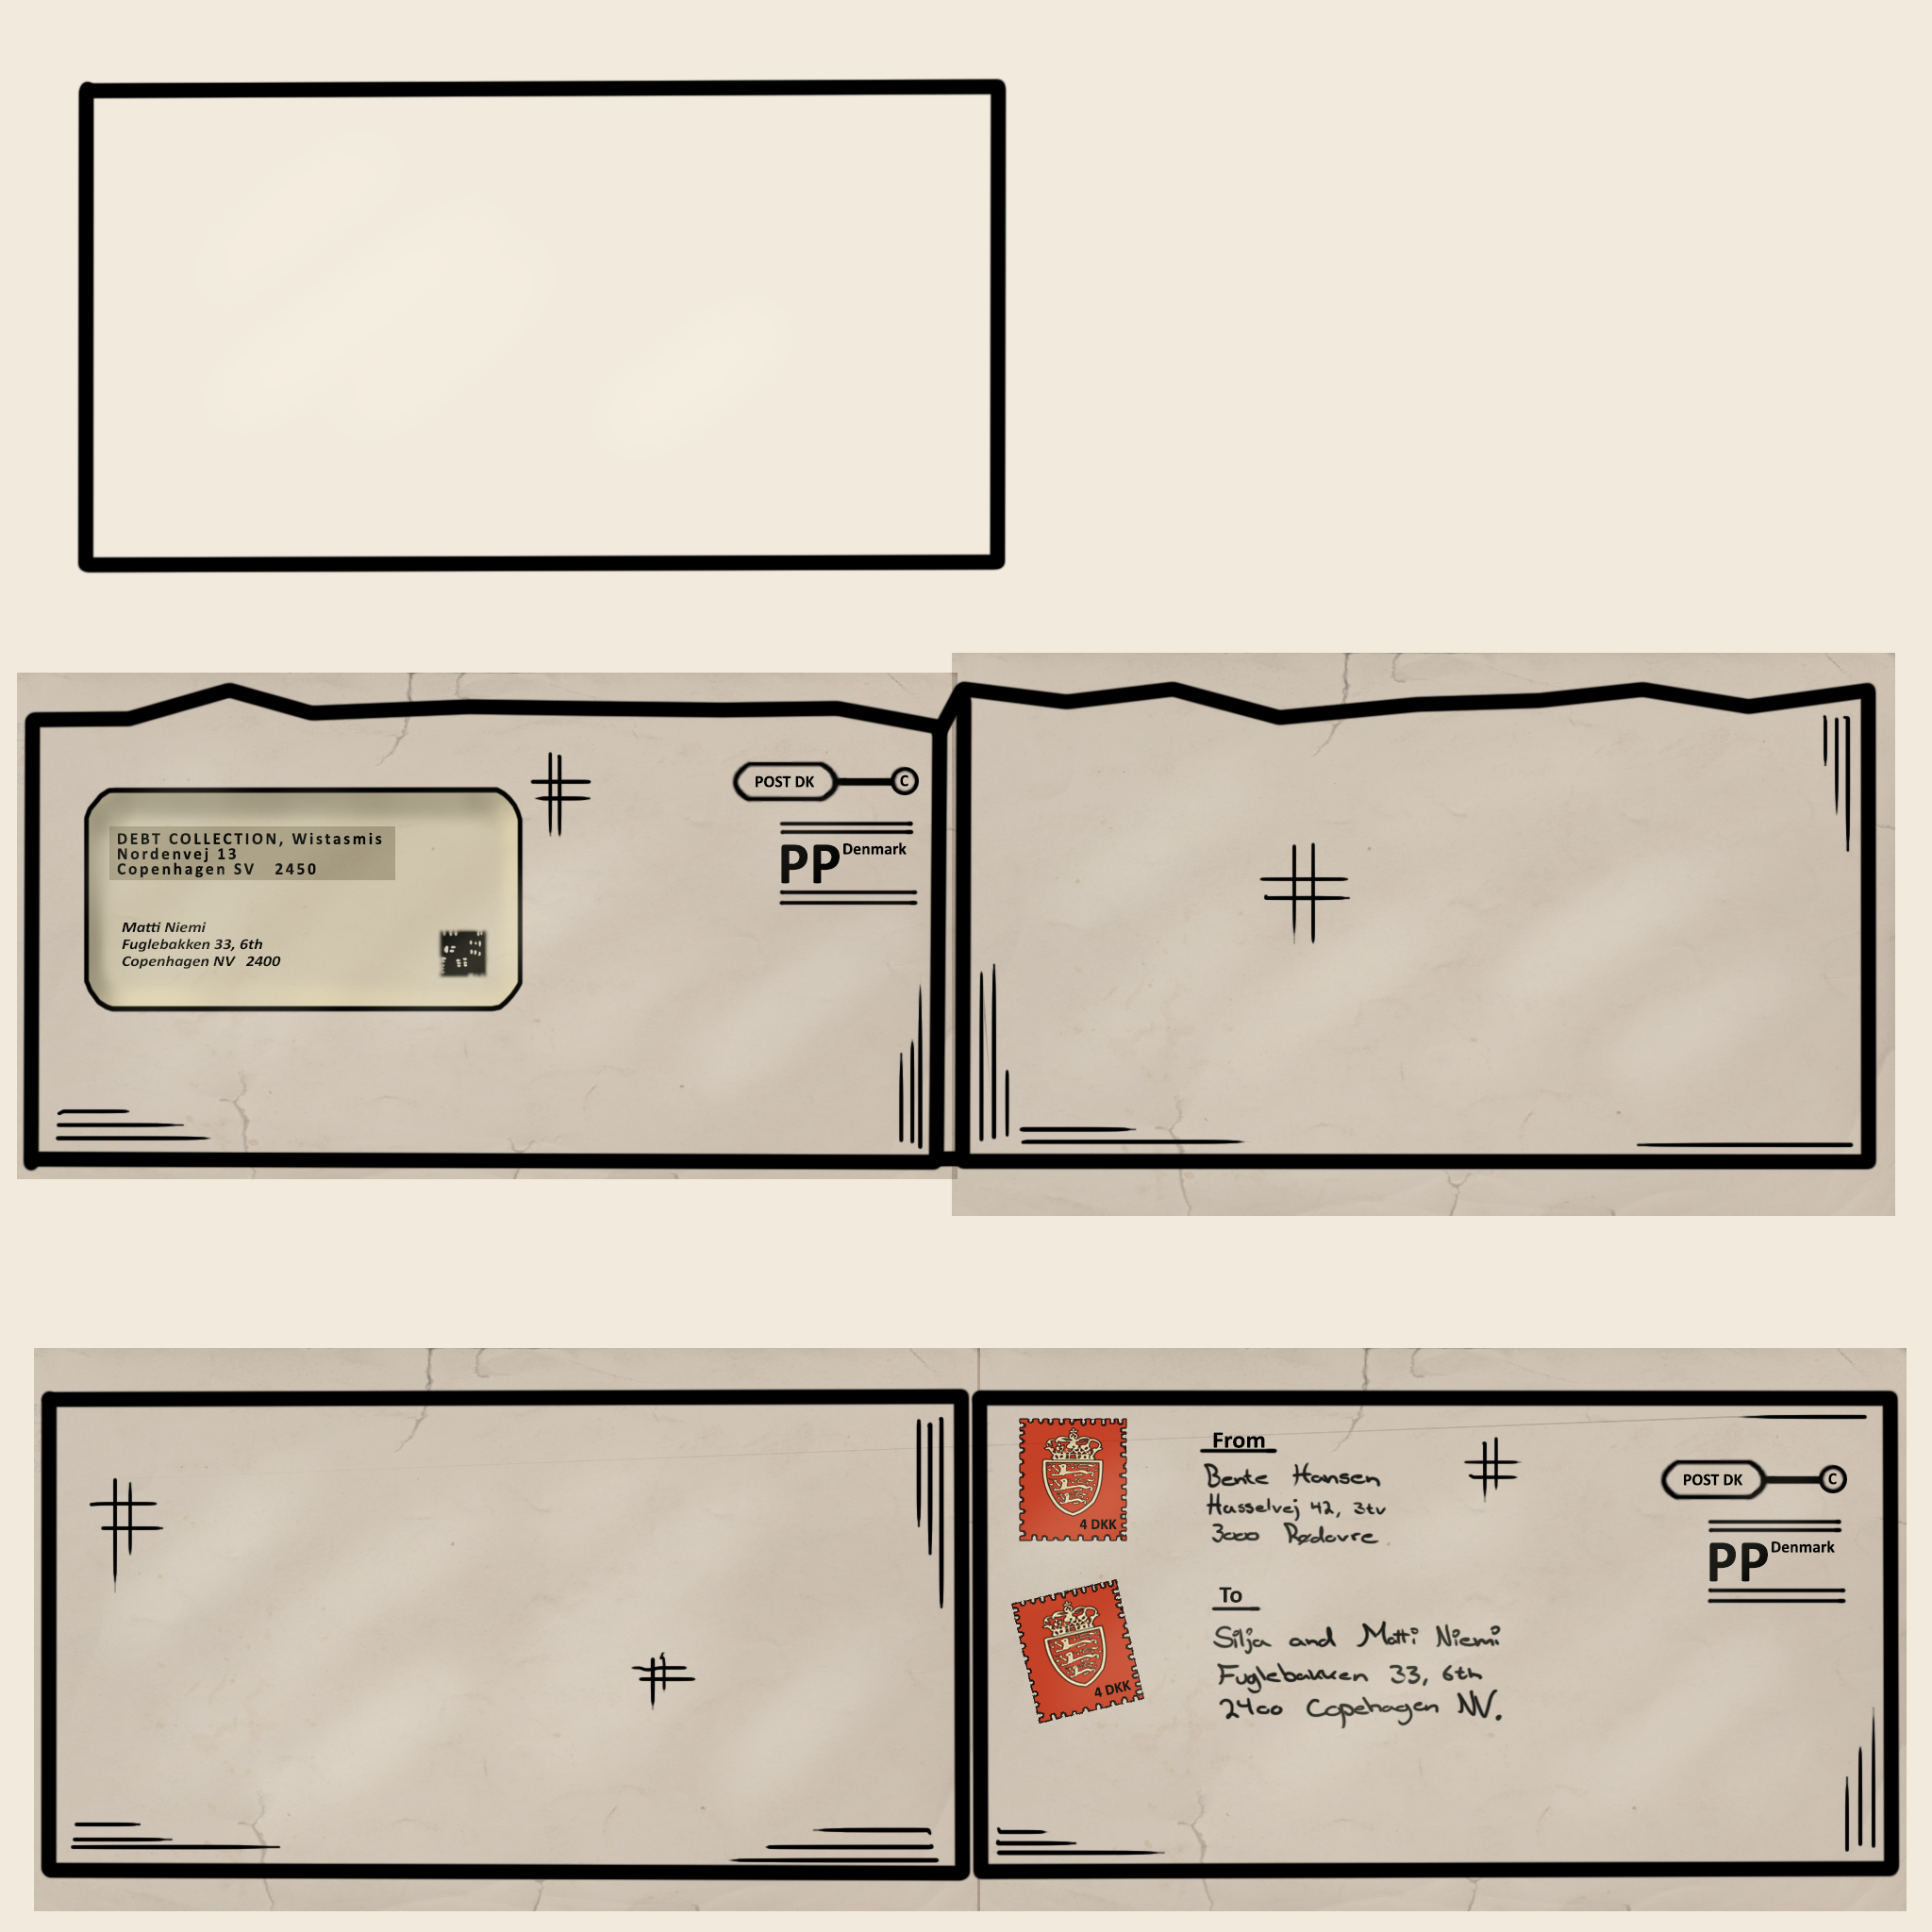 DEBT COLLECTION, Wistasmis
Nordenvej 13
Copenhagen SV 2450
Matti Niemi
Fuglebakken 33, 6th
Copenhagen NV 2400
POST DK C
PP Denmark
4 DKK
4 DKK
From
Bente Hansen
Hasselvej 42, 3tv
3000 Rødovre
To
Silja and Matti Niemi
Fuglebakken 33, 6th
2400 Copehagen NV.
POST DK C
PP Denmark